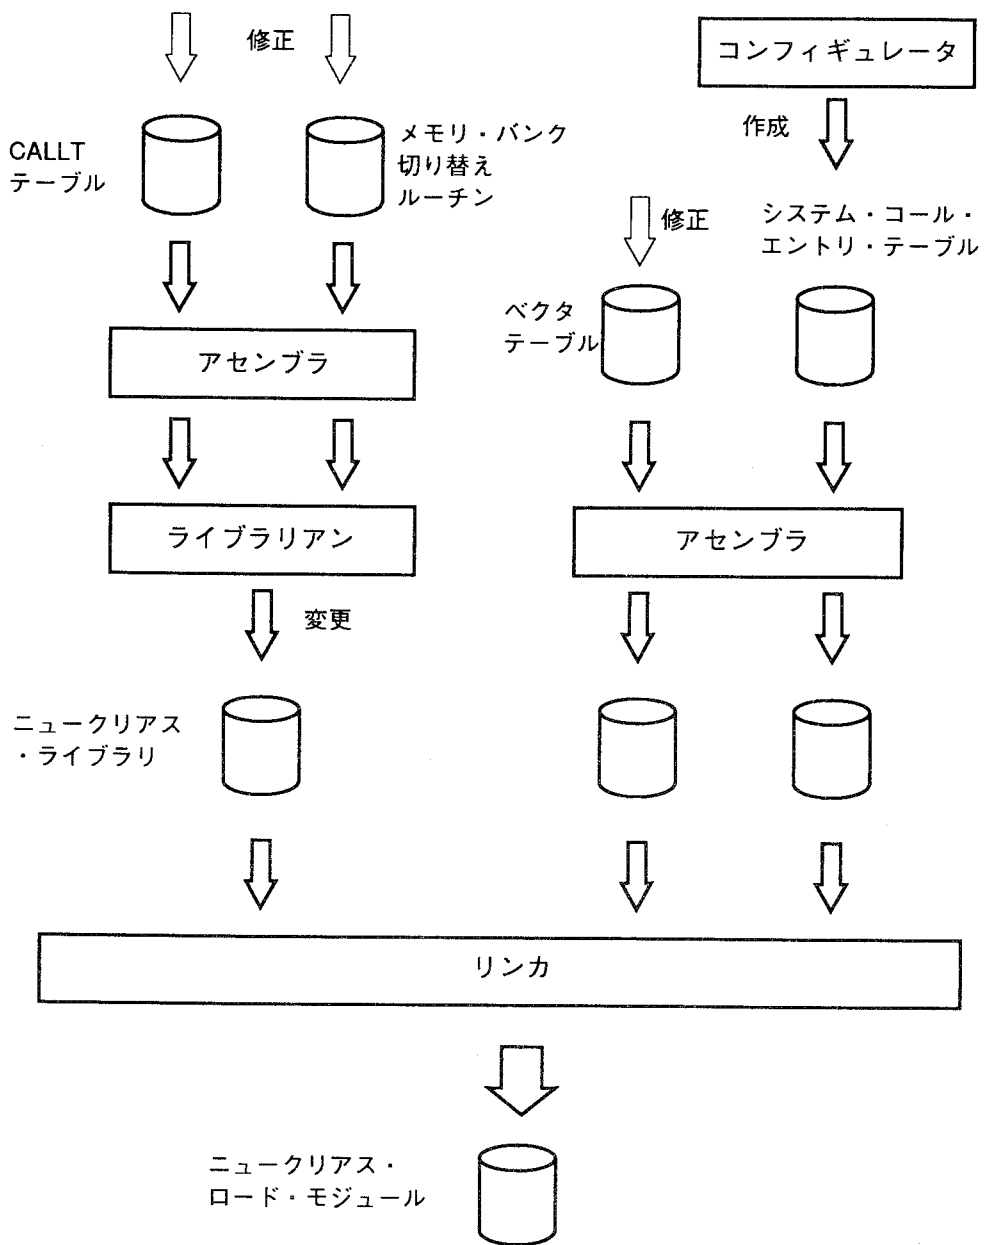 修正
コンフィギュレータ
作成
CALLT
テーブル
メモリ・バンク
切り替え
ルーチン
修正
システム・コール・
エントリ・テーブル
ベクタ
テーブル
アセンブラ
ライブラリアン
アセンブラ
変更
ニュークリアス
・ライブラリ
リンカ
ニュークリアス・
ロード・モジュール